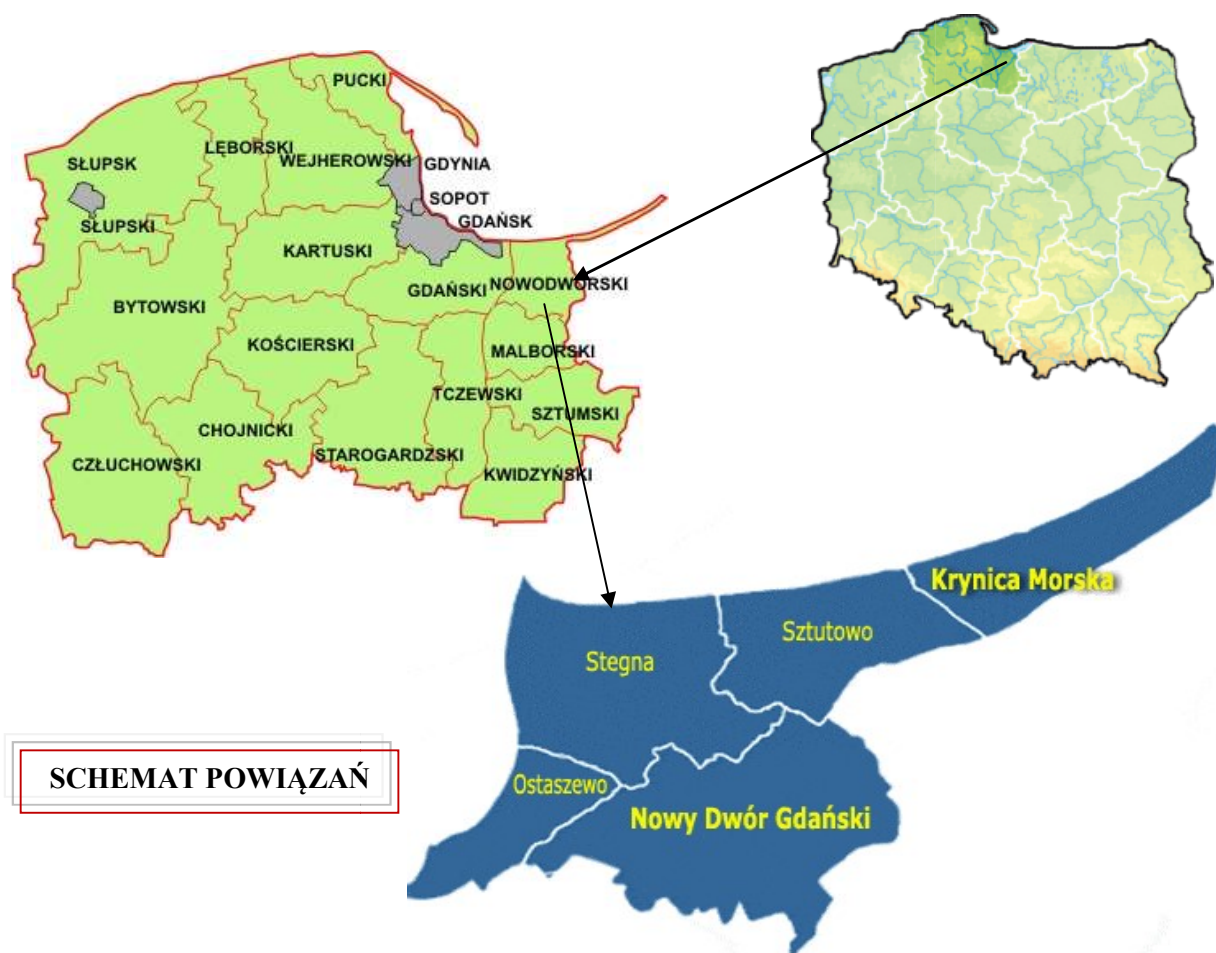 PUCKI
LĘBORSKI
WEJHEROWSKI
GDYNIA
SŁUPSK
SOPOT
GDAŃSK
SŁUPSKI
KARTUSKI
GDAŃSKI
NOWODWORSKI
BYTOWSKI
KOŚCIERSKI
MALBORSKI
TCZEWSKI
SZTUMSKI
CHOJNICKI
STAROGARDZSKI
CZŁUCHOWSKI
KWIDZYŃSKI
Krynica Morska
Sztutowo
Stegna
SCHEMAT POWIĄZAŃ
Ostaszewo
Nowy Dwór Gdański